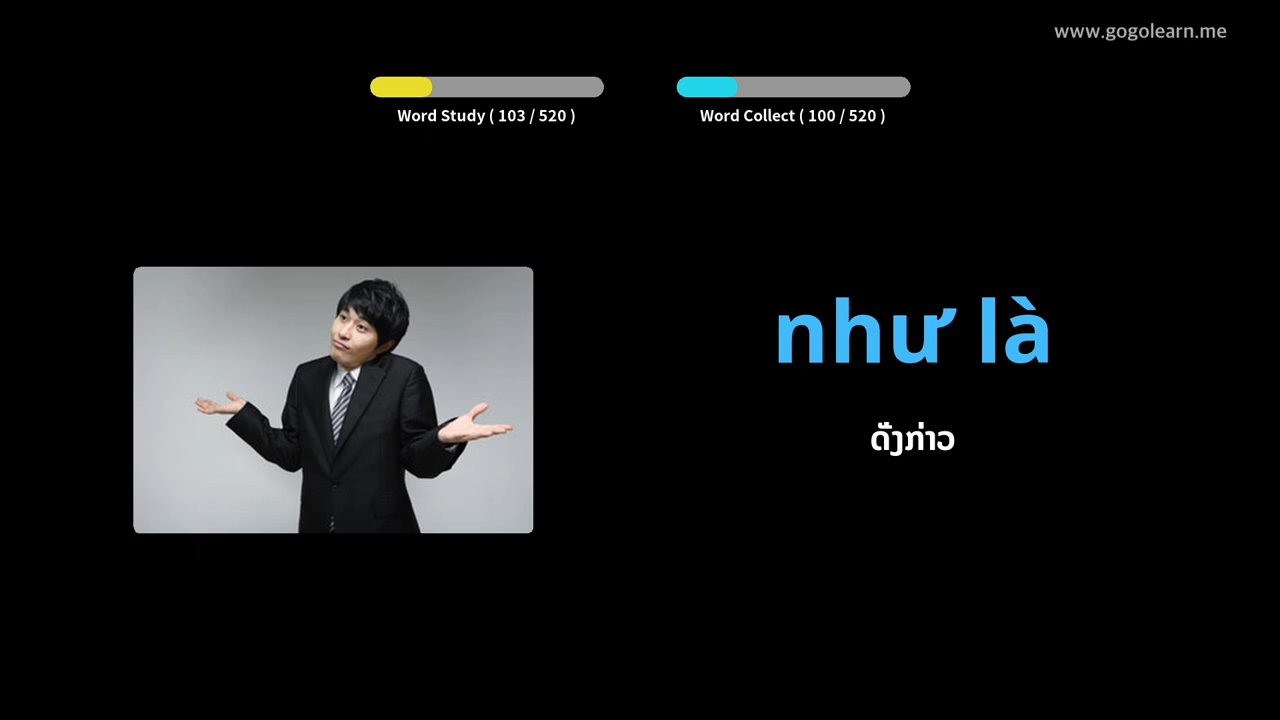 www.gogolearn.me
Word Study ( 103 / 520 )
Word Collect ( 100 / 520 )
như là
ດັ່ງກ່າວ